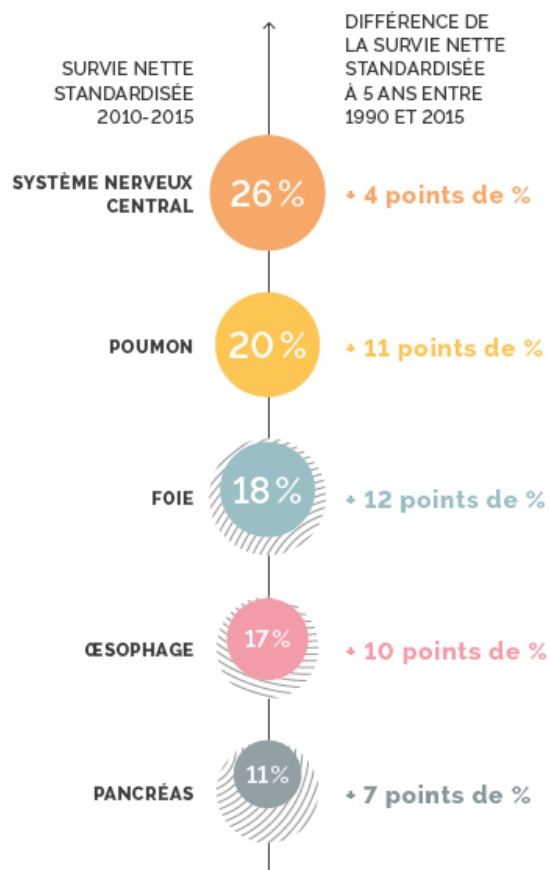 SURVIE NETTE
STANDARDISÉE
2010-2015
DIFFÉRENCE DE
LA SURVIE NETTE
STANDARDISÉE
À 5 ANS ENTRE
1990 ET 2015
SYSTÈME NERVEUX
CENTRAL
26 %
+ 4 points de %
POUMON
20 %
+ 11 points de %
FOIE
18 %
+ 12 points de %
ŒSOPHAGE
17 %
+ 10 points de %
PANCRÉAS
11 %
+ 7 points de %